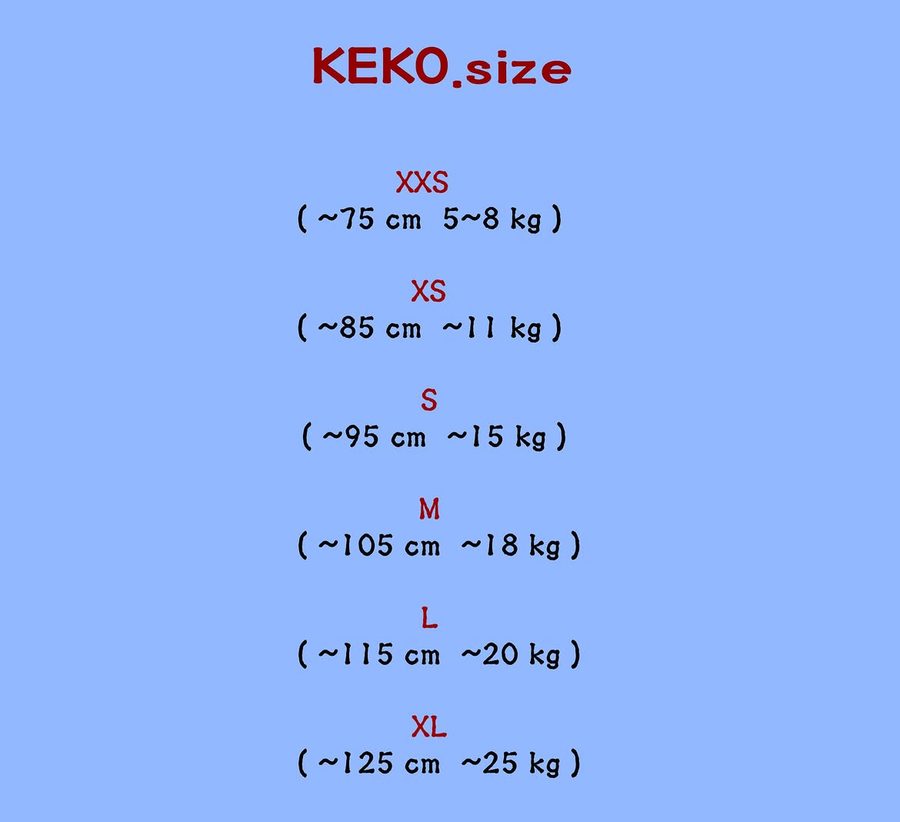 KEKO.size
XXS
( ~75 cm 5~8 kg )
XS
( ~85 cm ~11 kg )
S
( ~95 cm ~15 kg )
M
( ~105 cm ~18 kg )
L
( ~115 cm ~20 kg )
XL
( ~125 cm ~25 kg )